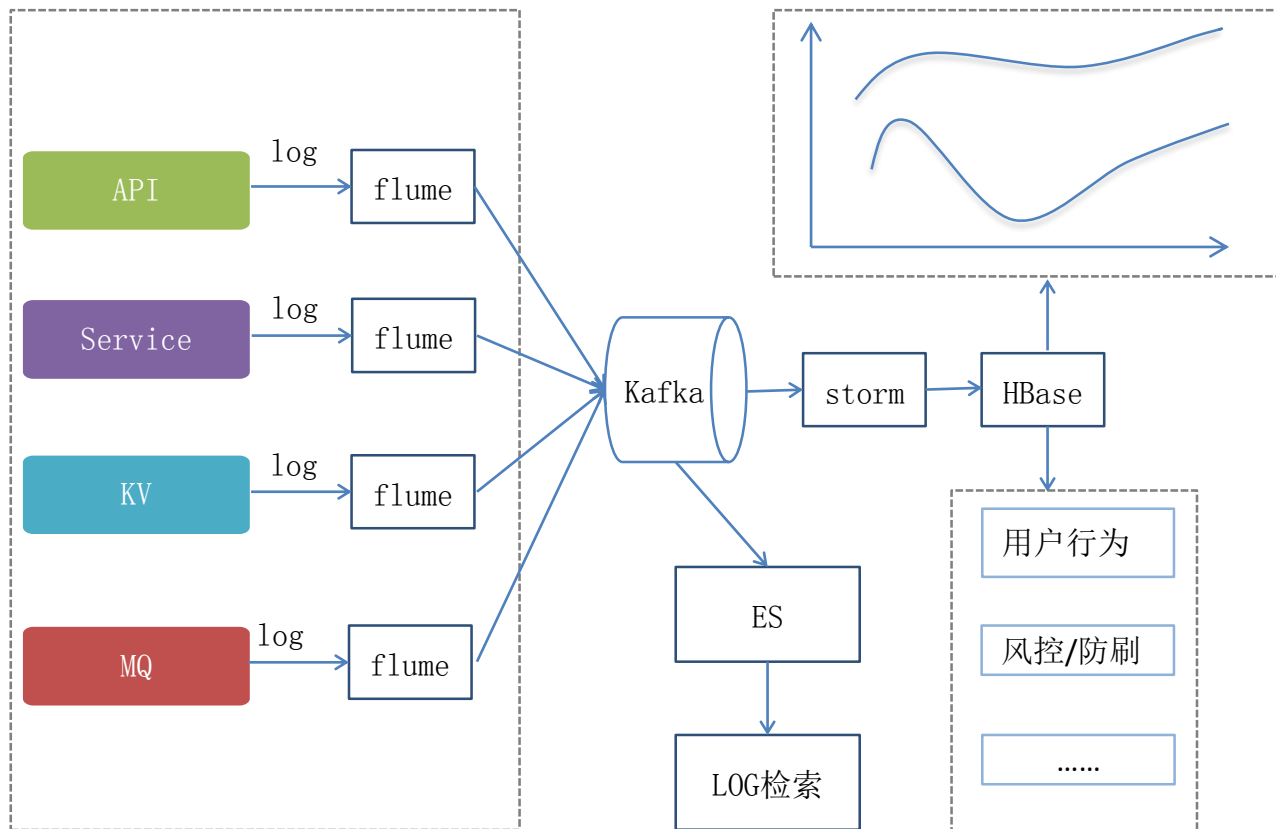 log
API
flume
log
Service
flume
log
KV
flume
log
MQ
flume
Kafka
storm
HBase
ES
LOG检索
用户行为
风控/防刷
……